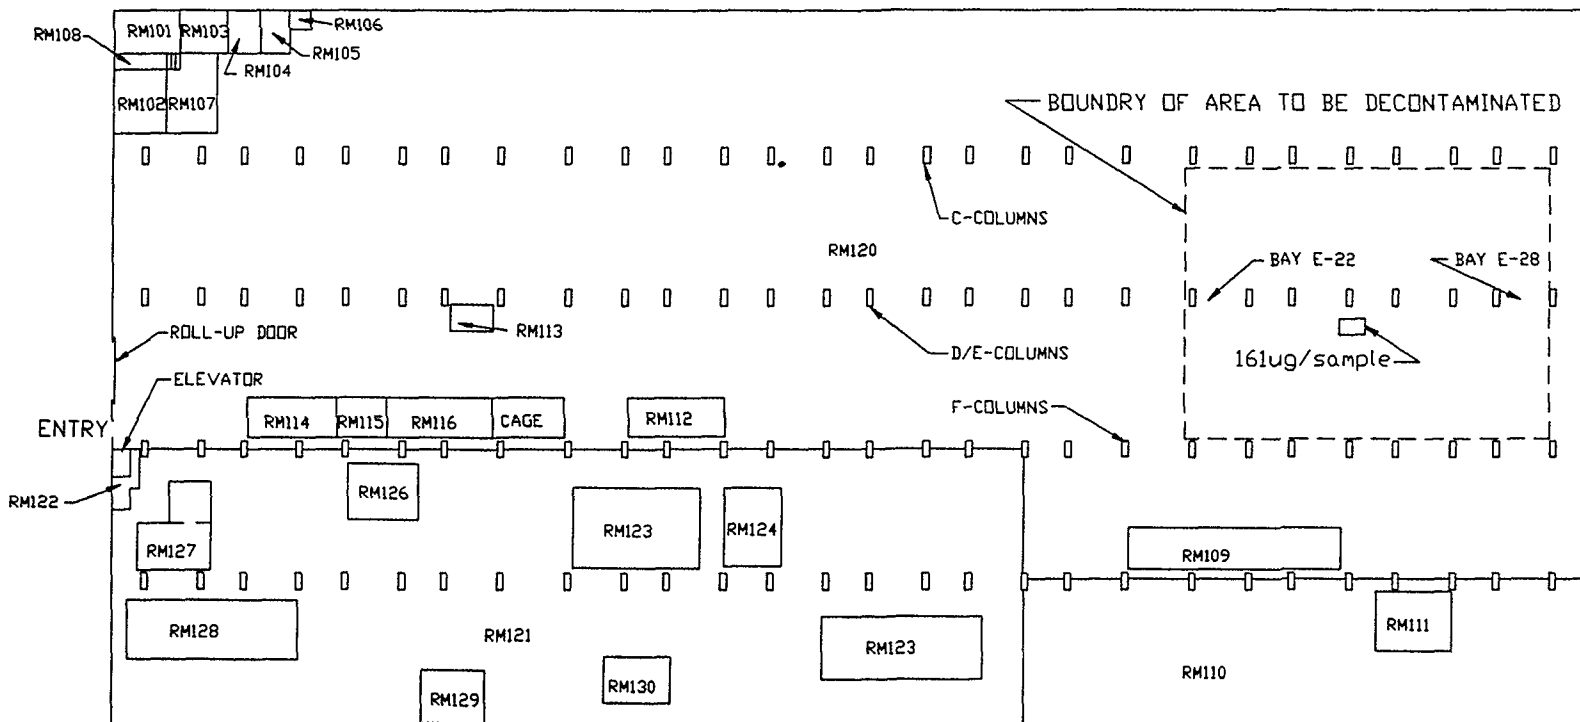 RM101
RM103
RM106
RM108
RM105
RM104
RM102
RM107
BOUNDRY OF AREA TO BE DECONTAMINATED
C-COLUMNS
RM120
BAY E-22
BAY E-28
ROLL-UP DOOR
RM113
D/E-COLUMNS
161ug/sample
ELEVATOR
ENTRY
RM114
RM115
RM116
CAGE
RM112
F-COLUMNS
RM122
RM126
RM123
RM124
RM127
RM109
RM128
RM121
RM123
RM111
RM129
RM130
RM110